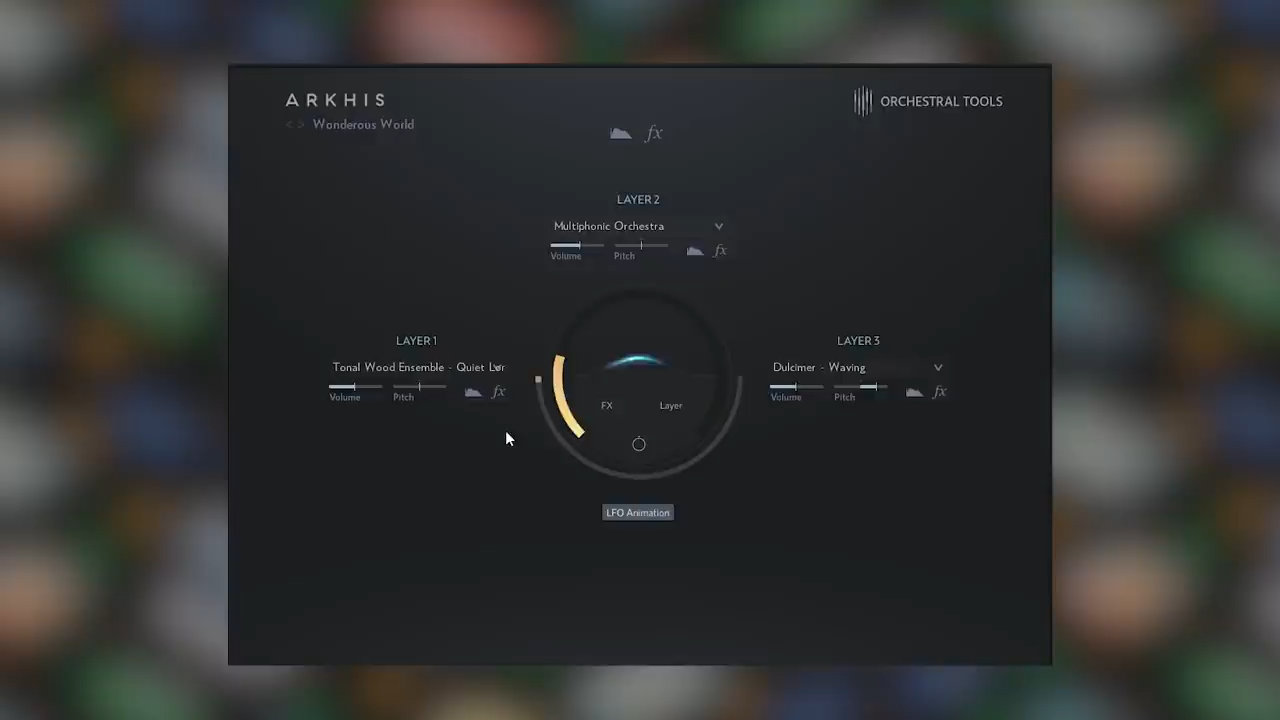 ARKHIS
ORCHESTRAL TOOLS
< > Wonderous World
fx
LAYER 2
Multiphonic Orchestra
Volume
Pitch
fx
LAYER 1
Tonal Wood Ensemble - Quiet
Volume
Pitch
fx
LAYER 3
Dulcimer - Waving
Volume
Pitch
fx
FX
Layer
LFO Animation